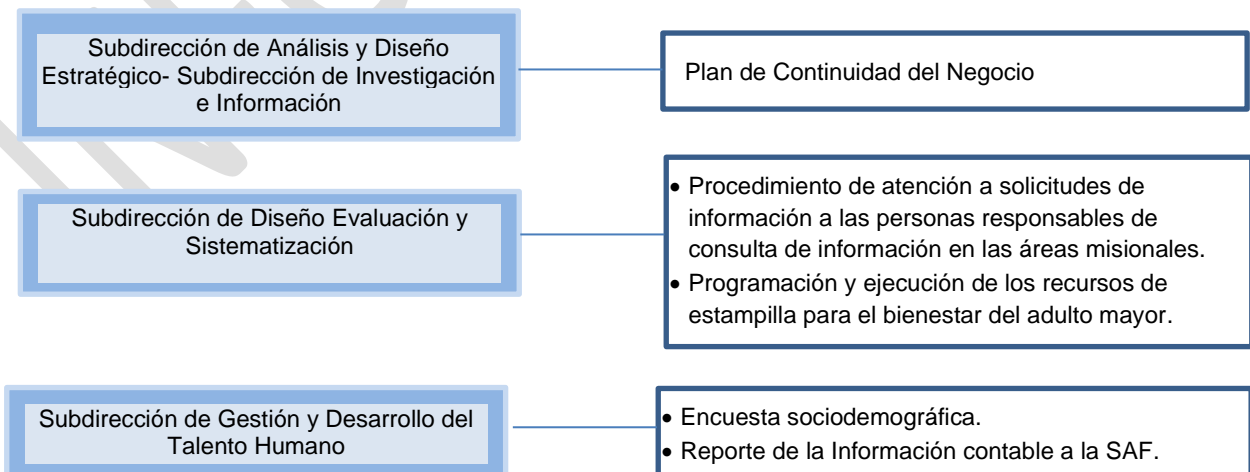 Subdirección de Análisis y Diseño
Estratégico- Subdirección de Investigación
e Información
Plan de Continuidad del Negocio
Subdirección de Diseño Evaluación y
Sistematización
• Procedimiento de atención a solicitudes de
información a las personas responsables de
consulta de información en las áreas misionales.
• Programación y ejecución de los recursos de
estampilla para el bienestar del adulto mayor.
Subdirección de Gestión y Desarrollo del
Talento Humano
• Encuesta sociodemográfica.
• Reporte de la Información contable a la SAF.